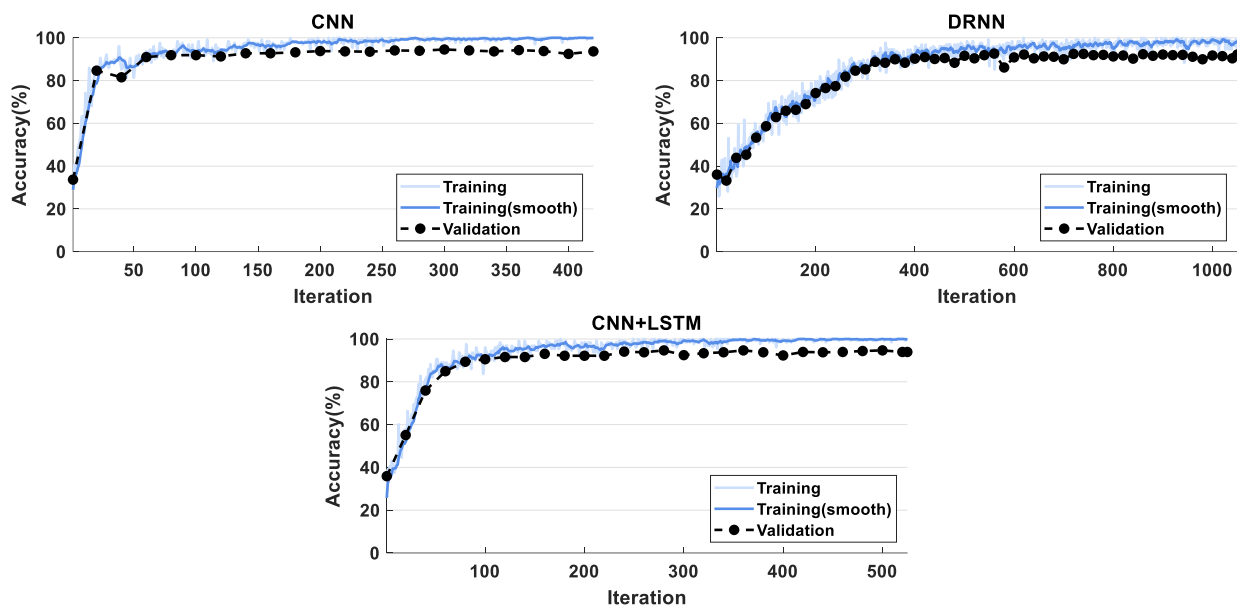 CNN
Accuracy(%)
100
80
60
40
20
0
Training
Training(smooth)
Validation
50 100 150 200 250 300 350 400
Iteration
DRNN
Accuracy(%)
100
80
60
40
20
0
Training
Training(smooth)
Validation
200 400 600 800 1000
Iteration
CNN+LSTM
Accuracy(%)
100
80
60
40
20
0
Training
Training(smooth)
Validation
100 200 300 400 500
Iteration